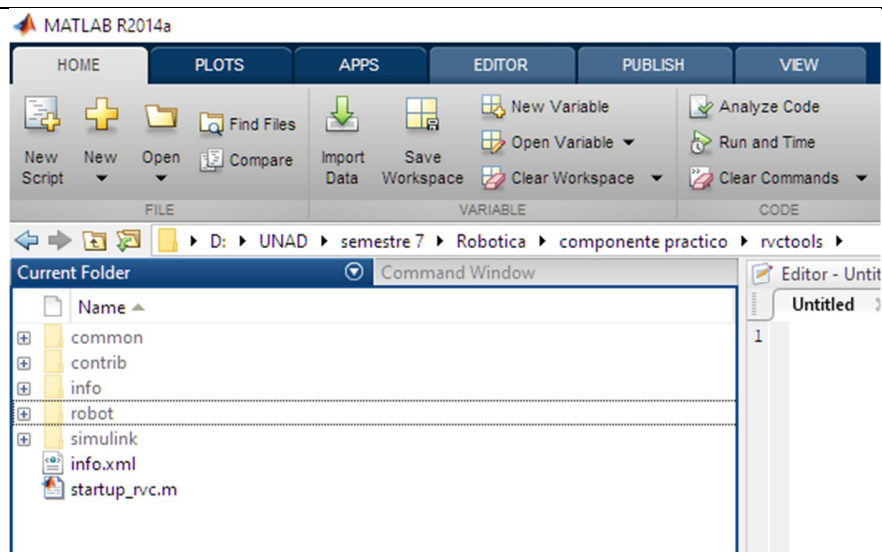 MATLAB R2014a
HOME PLOTS APPS EDITOR PUBLISH VIEW
New Script
New
Open
Find Files
Compare
FILE
Import Data
Save Workspace
New Variable
Open Variable
Clear Workspace
VARIABLE
Analyze Code
Run and Time
Clear Commands
CODE
D: UNAD semestre 7 Robotica componente practico rvctools
Current Folder
Command Window
Name
common
contrib
info
robot
simulink
info.xml
startup_rvc.m
Editor - Untit
Untitled
1